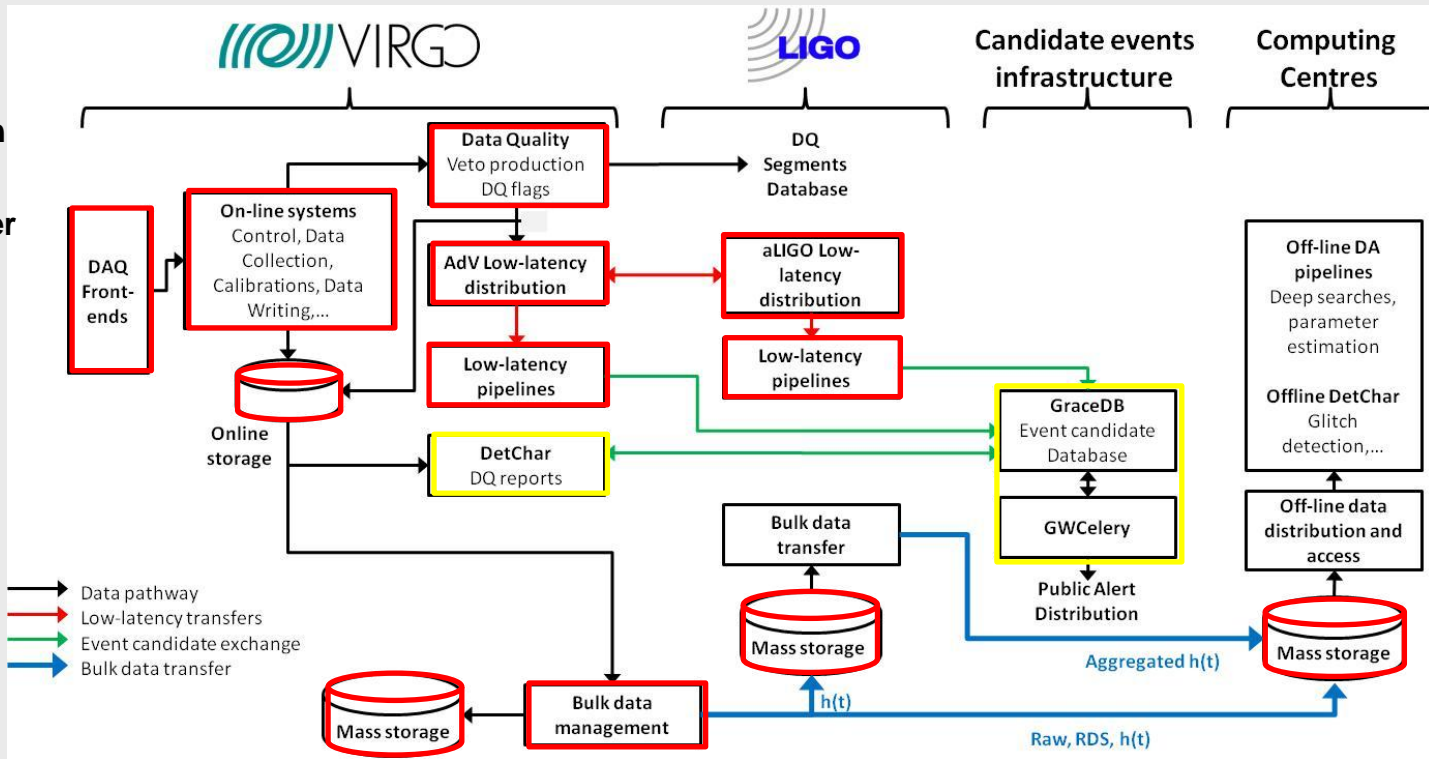 VIRGO
LIGO
Candidate events
infrastructure
Computing
Centres
n
er
Data Quality
Veto production
DQ flags
DQ
Segments
Database
DAQ
Front-
ends
On-line systems
Control, Data
Collection,
Calibrations, Data
Writing,...
AdV Low-latency
distribution
aLIGO Low-
latency
distribution
Low-latency
pipelines
Low-latency
pipelines
Off-line DA
pipelines
Deep searches,
parameter
estimation
Offline DetChar
Glitch
detection,...
GraceDB
Event candidate
Database
Online
storage
DetChar
DQ reports
Bulk data
transfer
GWCelery
Off-line data
distribution and
access
Public Alert
Distribution
Data pathway
Low-latency transfers
Event candidate exchange
Bulk data transfer
Mass storage
Mass storage
Aggregated h(t)
Mass storage
Bulk data
management
h(t)
Raw, RDS, h(t)